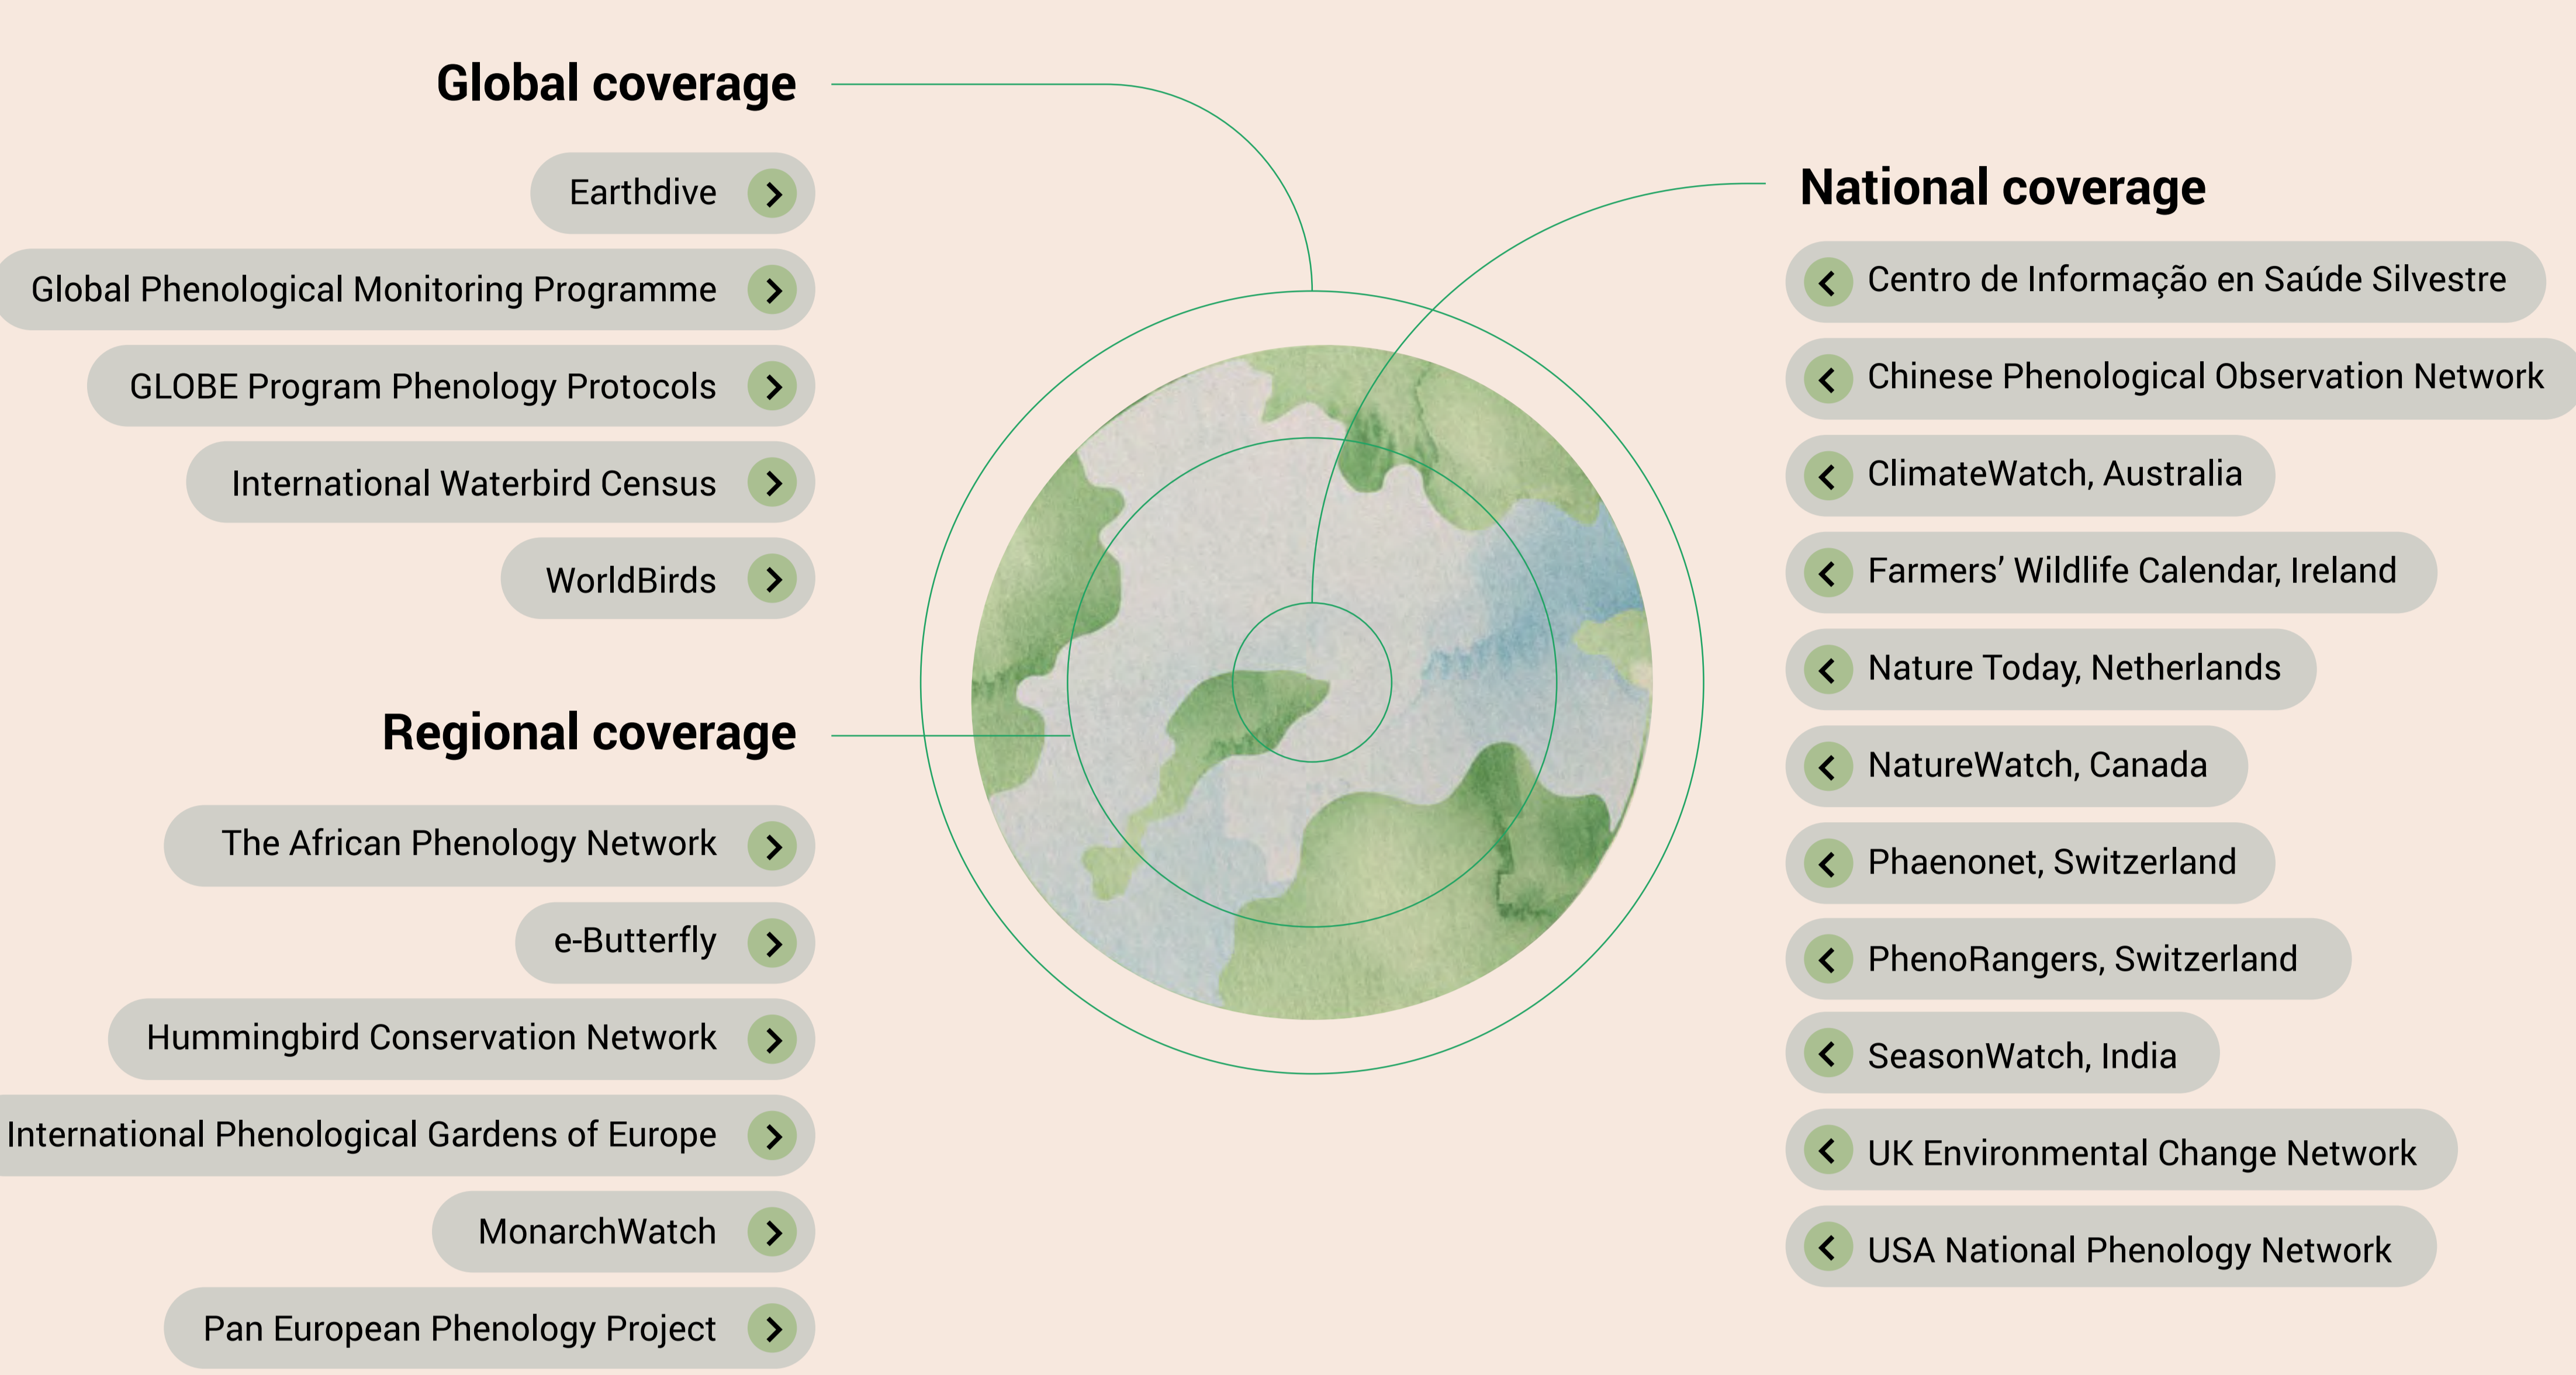 Global coverage
Earthdive
Global Phenological Monitoring Programme
GLOBE Program Phenology Protocols
International Waterbird Census
WorldBirds
Regional coverage
The African Phenology Network
e-Butterfly
Hummingbird Conservation Network
International Phenological Gardens of Europe
MonarchWatch
Pan European Phenology Project
National coverage
Centro de Informação en Saúde Silvestre
Chinese Phenological Observation Network
ClimateWatch, Australia
Farmers’ Wildlife Calendar, Ireland
Nature Today, Netherlands
NatureWatch, Canada
Phaenonet, Switzerland
PhenoRangers, Switzerland
SeasonWatch, India
UK Environmental Change Network
USA National Phenology Network